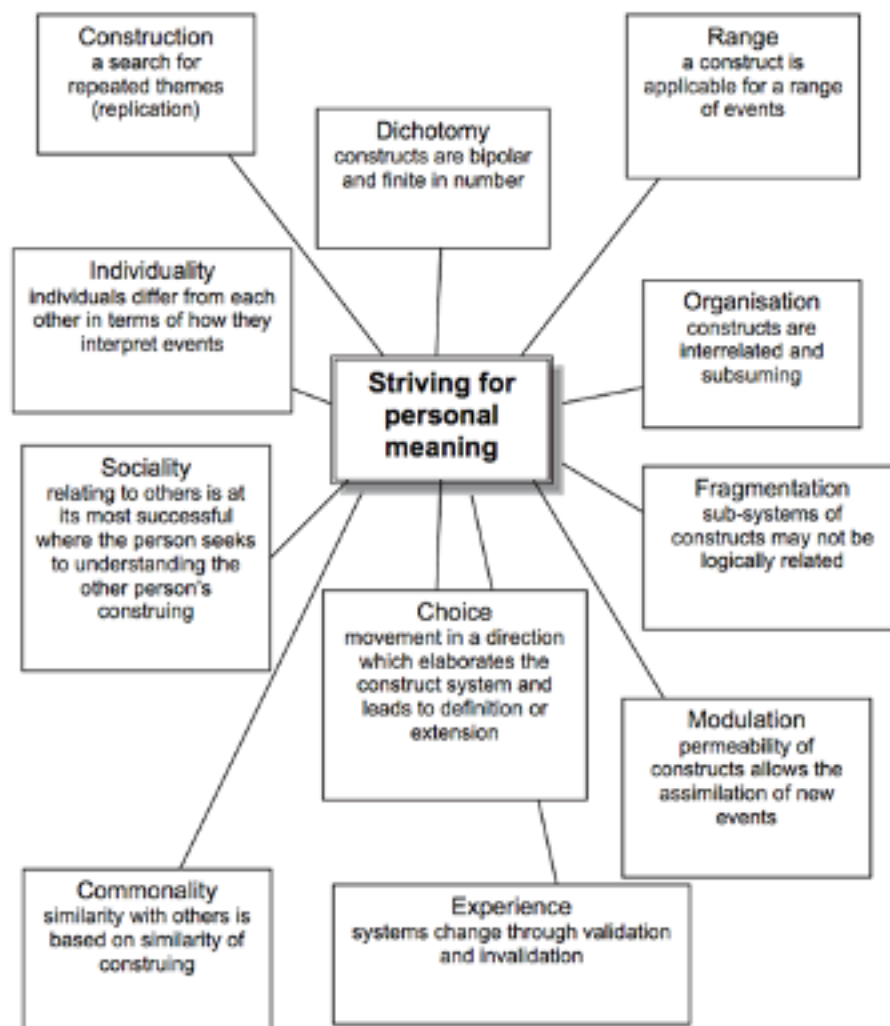 Construction
a search for
repeated themes
(replication)
Dichotomy
constructs are bipolar
and finite in number
Range
a construct is
applicable for a range
of events
Individuality
individuals differ from each
other in terms of how they
interpret events
Striving for
personal
meaning
Organisation
constructs are
interrelated and
subsuming
Sociality
relating to others is at
its most successful
where the person seeks
to understanding the
other person's
construing
Fragmentation
sub-systems of
constructs may not be
logically related
Choice
movement in a direction
which elaborates the
construct system and
leads to definition or
extension
Modulation
permeability of
constructs allows the
assimilation of new
events
Commonality
similarity with others is
based on similarity of
construing
Experience
systems change through validation
and invalidation